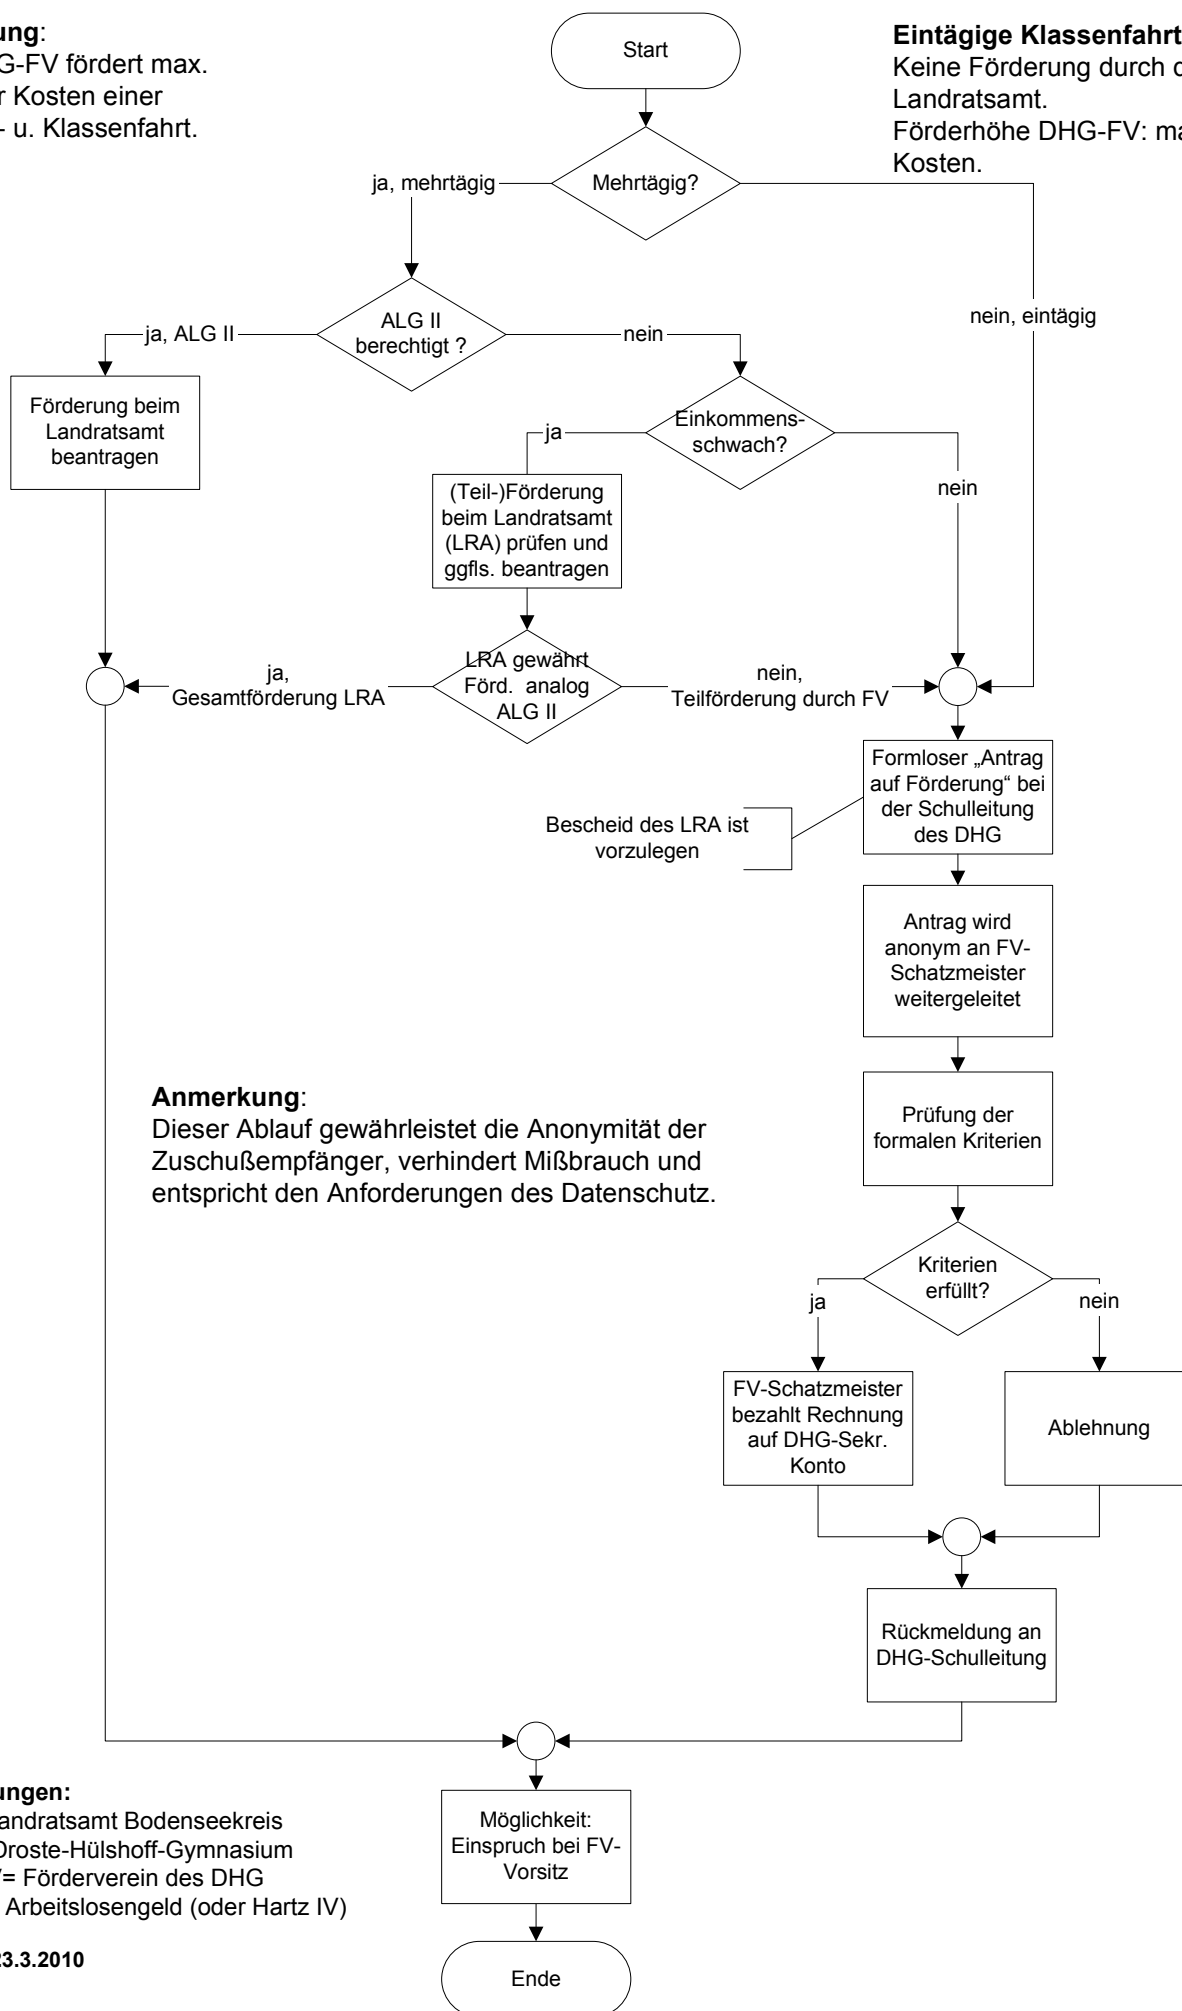 ung:
G-FV fördert max.
r Kosten einer
- u. Klassenfahrt.
Start
Eintägige Klassenfahrt
Keine Förderung durch d
Landratsamt.
Förderhöhe DHG-FV: ma
Kosten.
ja, mehrtägig
Mehrtägig?
nein, eintägig
ja, ALG II
ALG II
berechtigt ?
nein
Förderung beim
Landratsamt
beantragen
Einkommens-
schwach?
ja
nein
(Teil-)Förderung
beim Landratsamt
(LRA) prüfen und
ggfls. beantragen
ja,
Gesamtförderung LRA
LRA gewährt
Förd. analog
ALG II
nein,
Teilförderung durch FV
Formloser „Antrag
auf Förderung“ bei
der Schulleitung
des DHG
Bescheid des LRA ist
vorzulegen
Antrag wird
anonym an FV-
Schatzmeister
weitergeleitet
Anmerkung:
Dieser Ablauf gewährleistet die Anonymität der
Zuschußempfänger, verhindert Mißbrauch und
entspricht den Anforderungen des Datenschutz.
Prüfung der
formalen Kriterien
Kriterien
erfüllt?
ja
nein
FV-Schatzmeister
bezahlt Rechnung
auf DHG-Sekr.
Konto
Ablehnung
Rückmeldung an
DHG-Schulleitung
ungen:
andratsamt Bodenseekreis
Droste-Hülshoff-Gymnasium
= Förderverein des DHG
Arbeitslosengeld (oder Hartz IV)
23.3.2010
Möglichkeit:
Einspruch bei FV-
Vorsitz
Ende